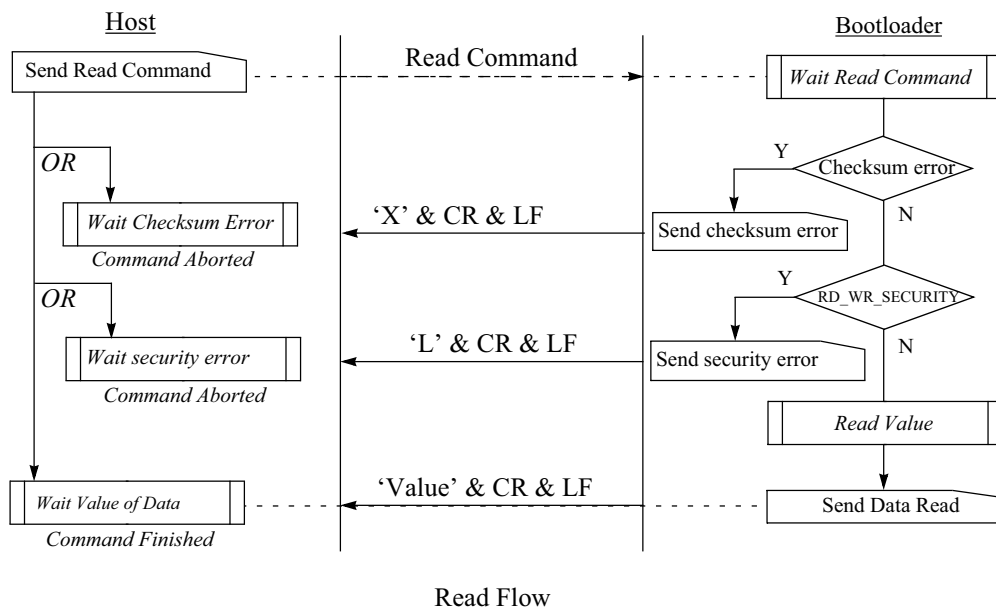 Host
Bootloader
Send Read Command
Read Command
Wait Read Command
OR
Y
Checksum error
N
Wait Checksum Error
‘X’ & CR & LF
Send checksum error
Command Aborted
OR
Y
RD_WR_SECURITY
N
Wait security error
‘L’ & CR & LF
Send security error
Command Aborted
Read Value
Wait Value of Data
‘Value’ & CR & LF
Send Data Read
Command Finished
Read Flow